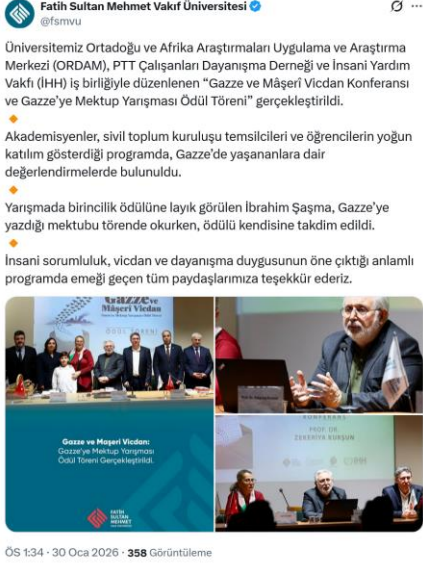 Fatih Sultan Mehmet Vakıf Üniversitesi
@fsmvu
Üniversitemiz Ortadoğu ve Afrika Araştırmaları Uygulama ve Araştırma
Merkezi (ORDAM), PTT Çalışanları Dayanışma Derneği ve İnsani Yardım
Vakfı (İHH) iş birliğiyle düzenlenen “Gazze ve Mâşerî Vicdan Konferansı
ve Gazze’ye Mektup Yarışması Ödül Töreni” gerçekleştirildi.
Akademisyenler, sivil toplum kuruluşu temsilcileri ve öğrencilerin yoğun
katılım gösterdiği programda, Gazze’de yaşananlara dair
değerlendirmelerde bulunuldu.
Yarışmada birincilik ödülüne layık görülen İbrahim Şaşma, Gazze’ye
yazdığı mektubu törende okurken, ödülü kendisine takdim edildi.
İnsani sorumluluk, vicdan ve dayanışma duygusunun öne çıktığı anlamlı
programda emeği geçen tüm paydaşlarımıza teşekkür ederiz.
Gazze ve
Mâşeri Vicdan
ÖDÜL TÖRENİ
Gazze ve Maşeri Vicdan:
Gazze'ye Mektup Yarışması
Ödül Töreni Gerçekleştirildi.
FATİH
SULTAN
MEHMET
KONFERANS
PROF. DR.
ZEKERİYA KURŞUN
ÖS 1:34 · 30 Oca 2026 · 358 Görüntüleme